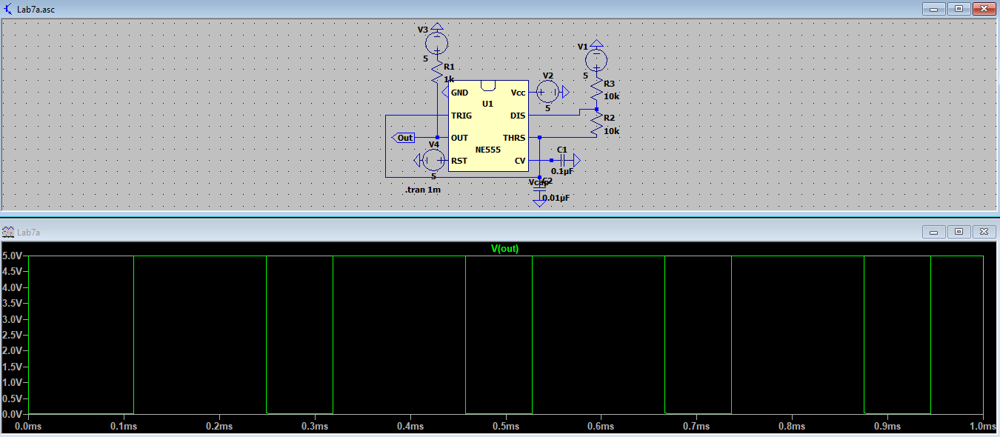 Lab7a.asc
V3
5
R1
1k
V1
5
R3
10k
R2
10k
V2
5
GND
Vcc
U1
TRIG
DIS
Out
OUT
THRS
V4
5
NE555
RST
CV
C1
0.1µF
Vcap
C2
0.01µF
.tran 1m
Lab7a
V(out)
5.0V
4.5V
4.0V
3.5V
3.0V
2.5V
2.0V
1.5V
1.0V
0.5V
0.0V
0.0ms 0.1ms 0.2ms 0.3ms 0.4ms 0.5ms 0.6ms 0.7ms 0.8ms 0.9ms 1.0ms